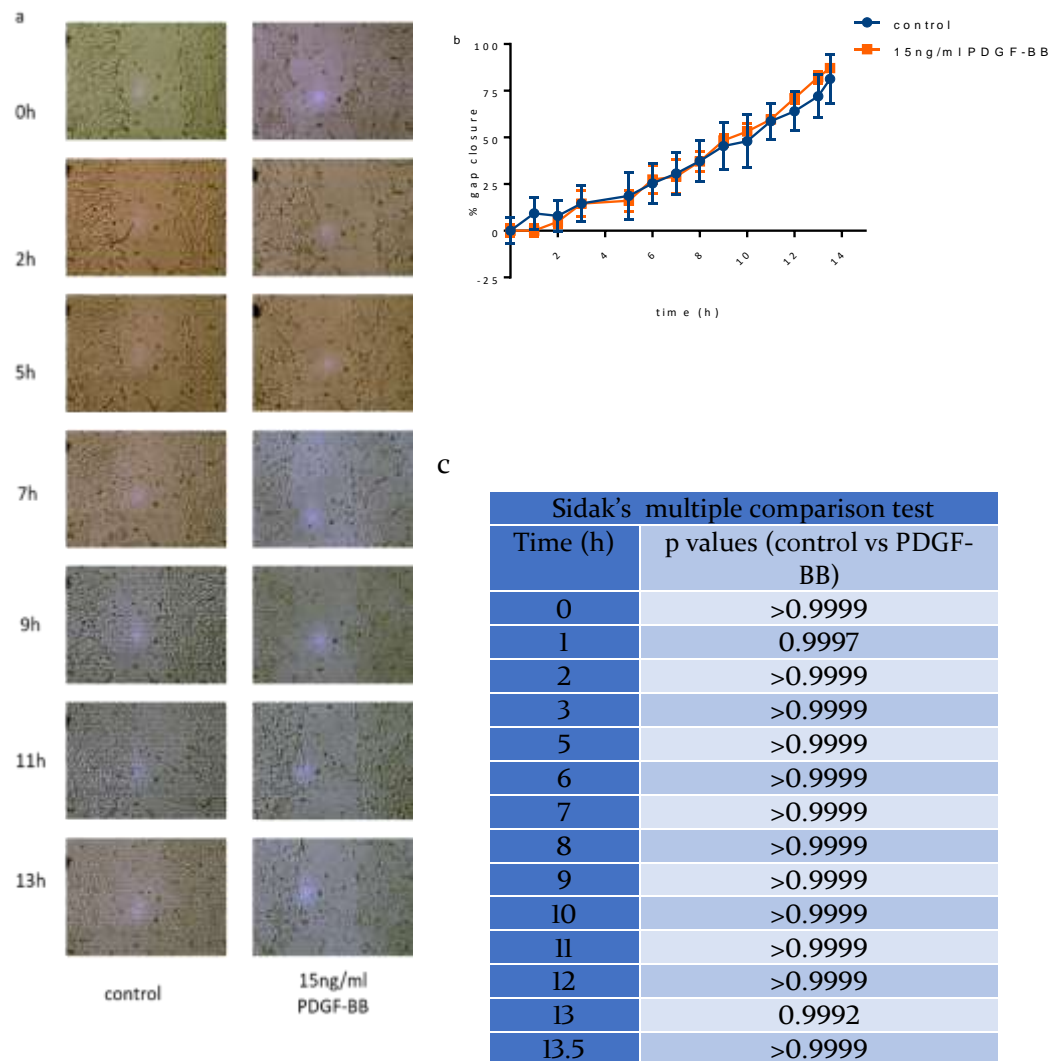 a
0h
2h
5h
7h
9h
11h
13h
control
15ng/ml
PDGF-BB
b
control
15ng/ml PDGF-BB
% gap closure
100
75
50
25
0
-25
2
4
6
8
10
12
14
time (h)
c
Sidak's multiple comparison test
Time (h) p values (control vs PDGF-
BB)
0 >0.9999
1 0.9997
2 >0.9999
3 >0.9999
5 >0.9999
6 >0.9999
7 >0.9999
8 >0.9999
9 >0.9999
10 >0.9999
11 >0.9999
12 >0.9999
13 0.9992
13.5 >0.9999